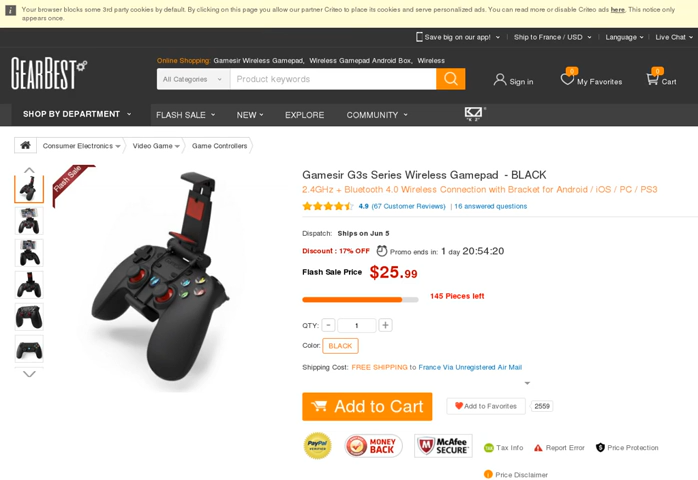 Your browser blocks some 3rd party cookies by default. By clicking on this page you allow our partner Criteo to place its cookies and serve personalized ads. You can read more or disable Criteo ads here. This notice only
appears once.
Save big on our app!
Ship to France / USD
Language
Live Chat
GEARBEST
Online Shopping: Gamesir Wireless Gamepad, Wireless Gamepad Android Box, Wireless
All Categories
Product keywords
Sign in
0
My Favorites
0
Cart
SHOP BY DEPARTMENT
FLASH SALE
NEW
EXPLORE
COMMUNITY
Consumer Electronics
Video Game
Game Controllers
Flash Sale
Gamesir G3s Series Wireless Gamepad - BLACK
2.4GHz + Bluetooth 4.0 Wireless Connection with Bracket for Android / iOS / PC / PS3
4.9 (67 Customer Reviews) | 16 answered questions
Dispatch: Ships on Jun 5
Discount : 17% OFF
Promo ends in: 1 day 20:54:20
Flash Sale Price $25.99
145 Pieces left
QTY: - 1 +
Color: BLACK
Shipping Cost: FREE SHIPPING to France Via Unregistered Air Mail
Add to Cart
Add to Favorites
2559
PayPal
VERIFIED
MONEY
BACK
McAfee
SECURE
Tax Info
Report Error
Price Protection
Price Disclaimer